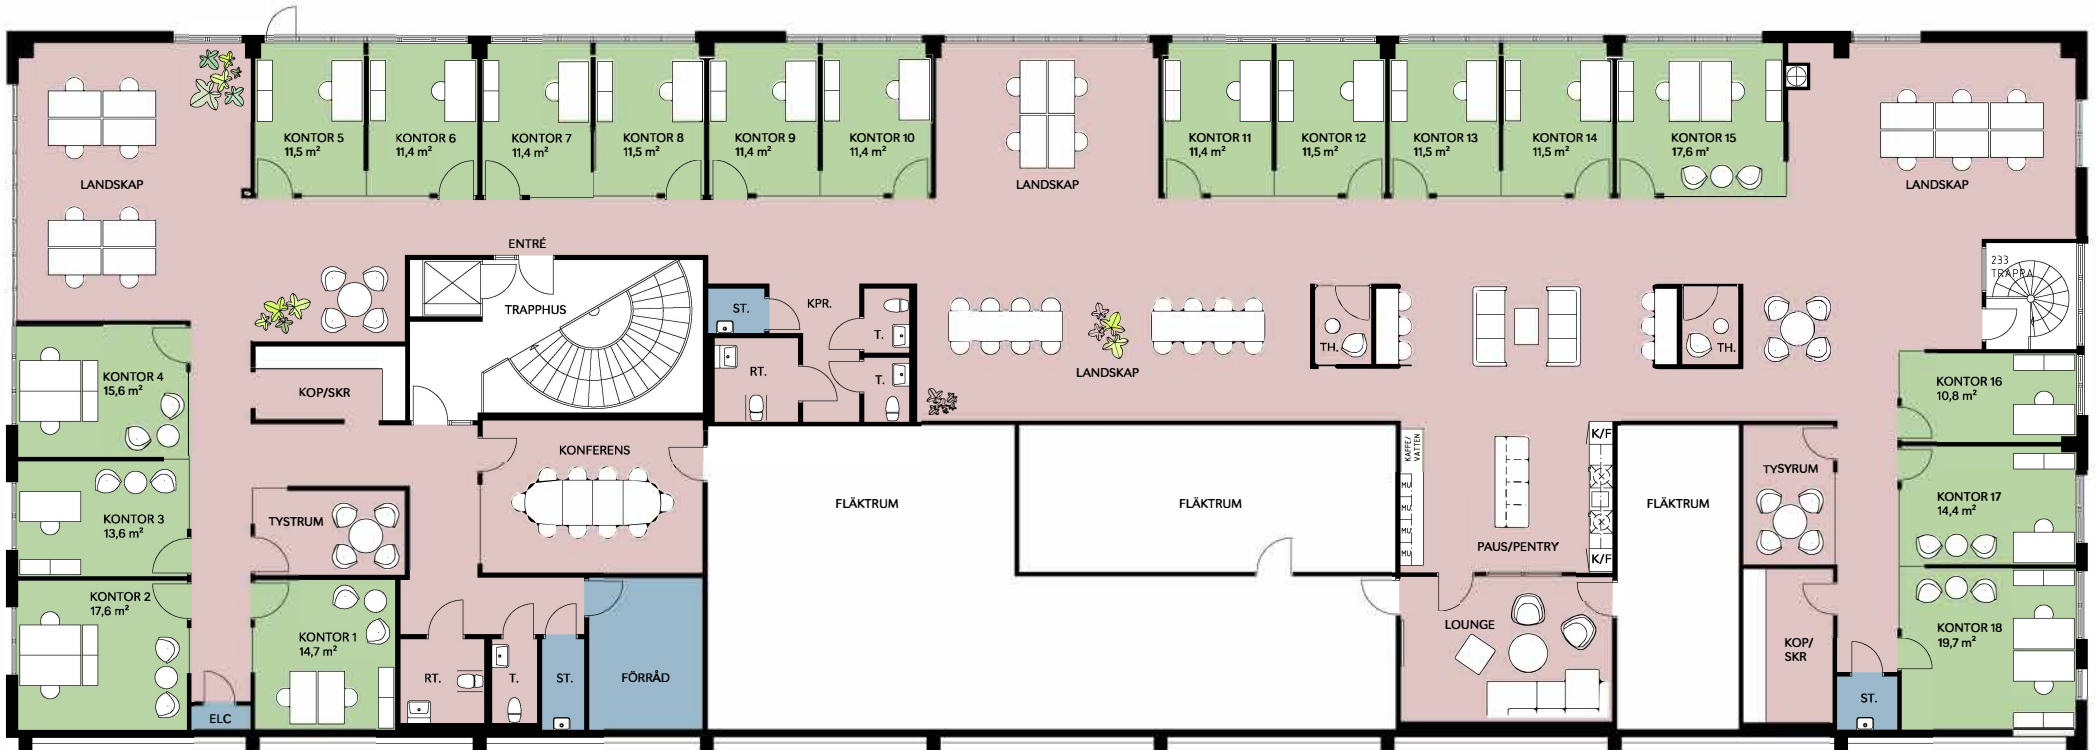 KONTOR 5
11,5 m²
KONTOR 6
11,4 m²
KONTOR 7
11,4 m²
KONTOR 8
11,5 m²
KONTOR 9
11,4 m²
KONTOR 10
11,4 m²
KONTOR 11
11,4 m²
KONTOR 12
11,5 m²
KONTOR 13
11,5 m²
KONTOR 14
11,5 m²
KONTOR 15
17,6 m²
LANDSKAP
LANDSKAP
LANDSKAP
ENTRÉ
233
TRAPPA
TRAPPHUS
ST.
KPR.
T.
TH.
TH.
RT.
T.
LANDSKAP
KONTOR 4
15,6 m²
KOP/SKR
KONTOR 16
10,8 m²
KONFERENS
K/F
KAFFE/
VATTEN
TYSYRUM
MU
MU
MU
MU
FLÄKTRUM
FLÄKTRUM
FLÄKTRUM
KONTOR 17
14,4 m²
KONTOR 3
13,6 m²
TYSTRUM
PAUS/PENTRY
K/F
KONTOR 2
17,6 m²
KONTOR 1
14,7 m²
LOUNGE
KONTOR 18
19,7 m²
KOP/
SKR
RT.
T.
ST.
FÖRRÅD
ST.
ELC